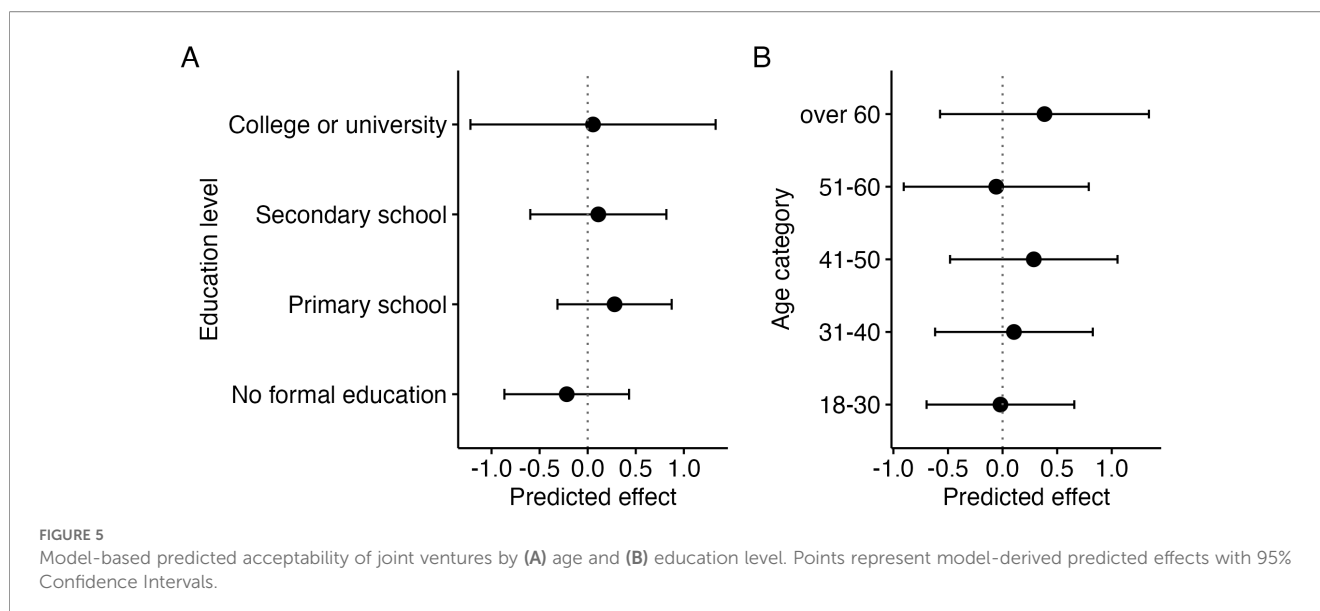 A
Education level
College or university
Secondary school
Primary school
No formal education
-1.0 -0.5 0.0 0.5 1.0
Predicted effect
B
Age category
over 60
51-60
41-50
31-40
18-30
-1.0 -0.5 0.0 0.5 1.0
Predicted effect
FIGURE 5
Model-based predicted acceptability of joint ventures by (A) age and (B) education level. Points represent model-derived predicted effects with 95%
Confidence Intervals.